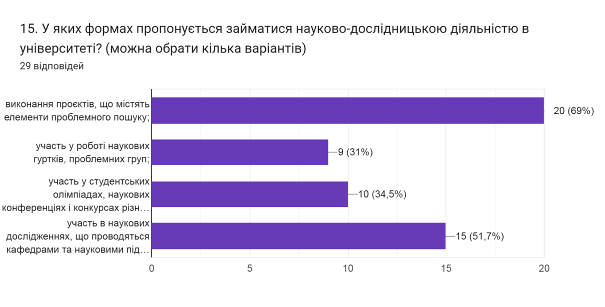 15. У яких формах пропонується займатися науково-дослідницькою діяльністю в
університеті? (можна обрати кілька варіантів)
29 відповідей
виконання проєктів, що містять
елементи проблемного пошуку;
20 (69%)
участь у роботі наукових
гуртків, проблемних груп;
9 (31%)
участь у студентських
олімпіадах, наукових
конференціях і конкурсах різн…
10 (34,5%)
участь в наукових
дослідженнях, що проводяться
кафедрами та науковими під…
15 (51,7%)
0 5 10 15 20